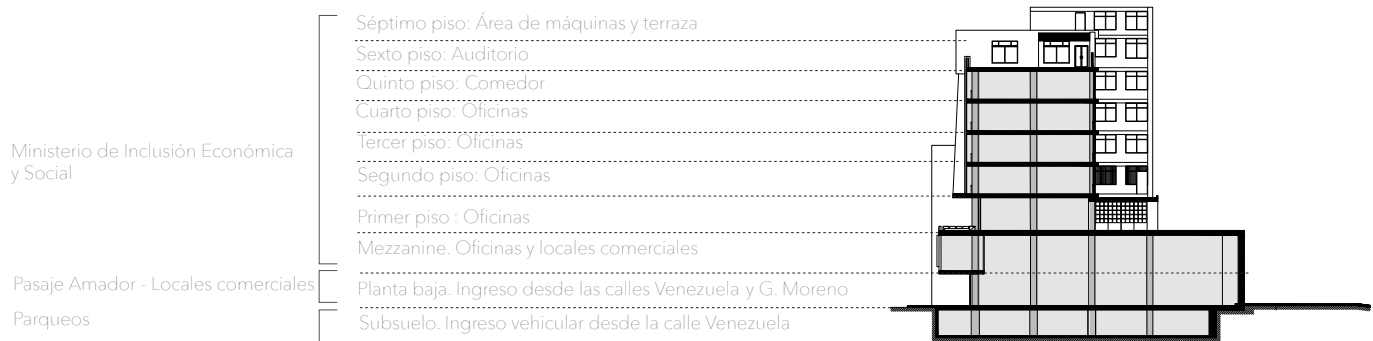 Séptimo piso: Área de máquinas y terraza
Sexto piso: Auditorio
Quinto piso: Comedor
Cuarto piso: Oficinas
Tercer piso: Oficinas
Ministerio de Inclusión Económica
y Social
Segundo piso: Oficinas
Primer piso : Oficinas
Mezzanine. Oficinas y locales comerciales
Pasaje Amador - Locales comerciales
Planta baja. Ingreso desde las calles Venezuela y G. Moreno
Parqueos
Subsuelo. Ingreso vehicular desde la calle Venezuela